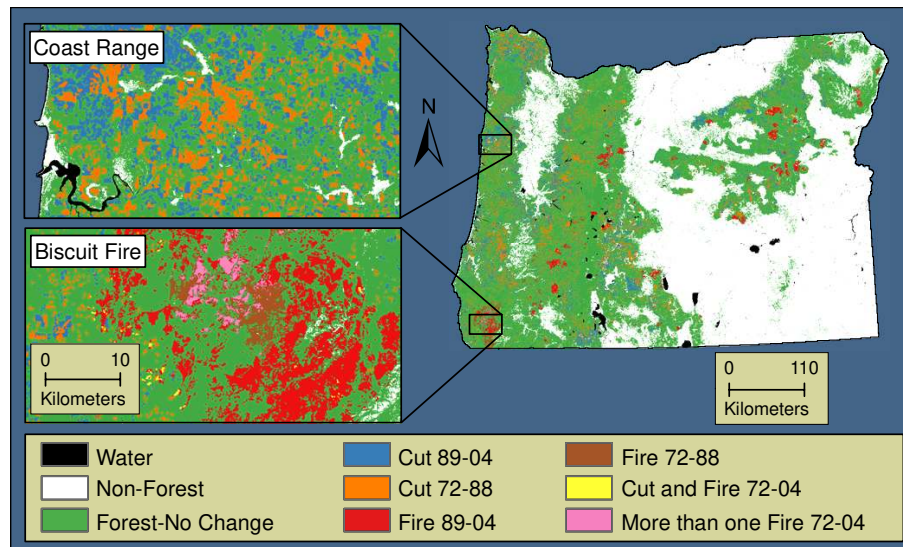 Coast Range
N
Biscuit Fire
0 10
Kilometers
0 110
Kilometers
Water
Non-Forest
Forest-No Change
Cut 89-04
Cut 72-88
Fire 89-04
Fire 72-88
Cut and Fire 72-04
More than one Fire 72-04